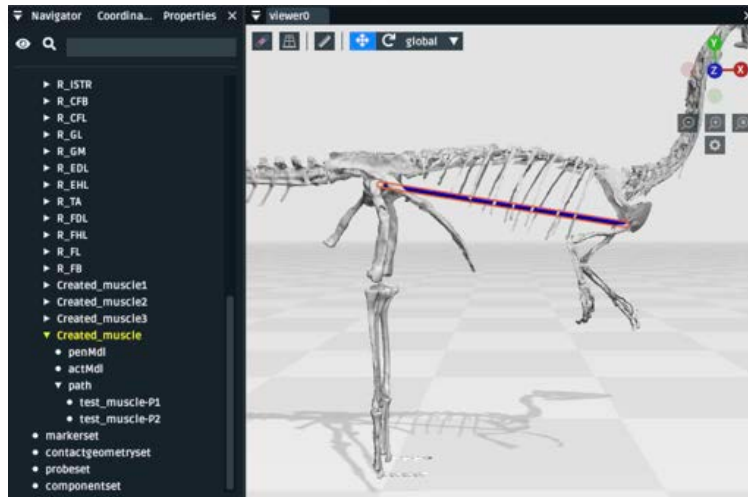 Navigator Coordina... Properties ×
viewer0
global
R_ISTR
R_CFB
R_CFL
R_GL
R_GM
R_EDL
R_EHL
R_TA
R_FDL
R_FHL
R_FL
R_FB
Created_muscle1
Created_muscle2
Created_muscle3
Created_muscle
penMdl
actMdl
path
test_muscle-P1
test_muscle-P2
markerset
contactgeometryset
probeset
componentset
Y
Z
X